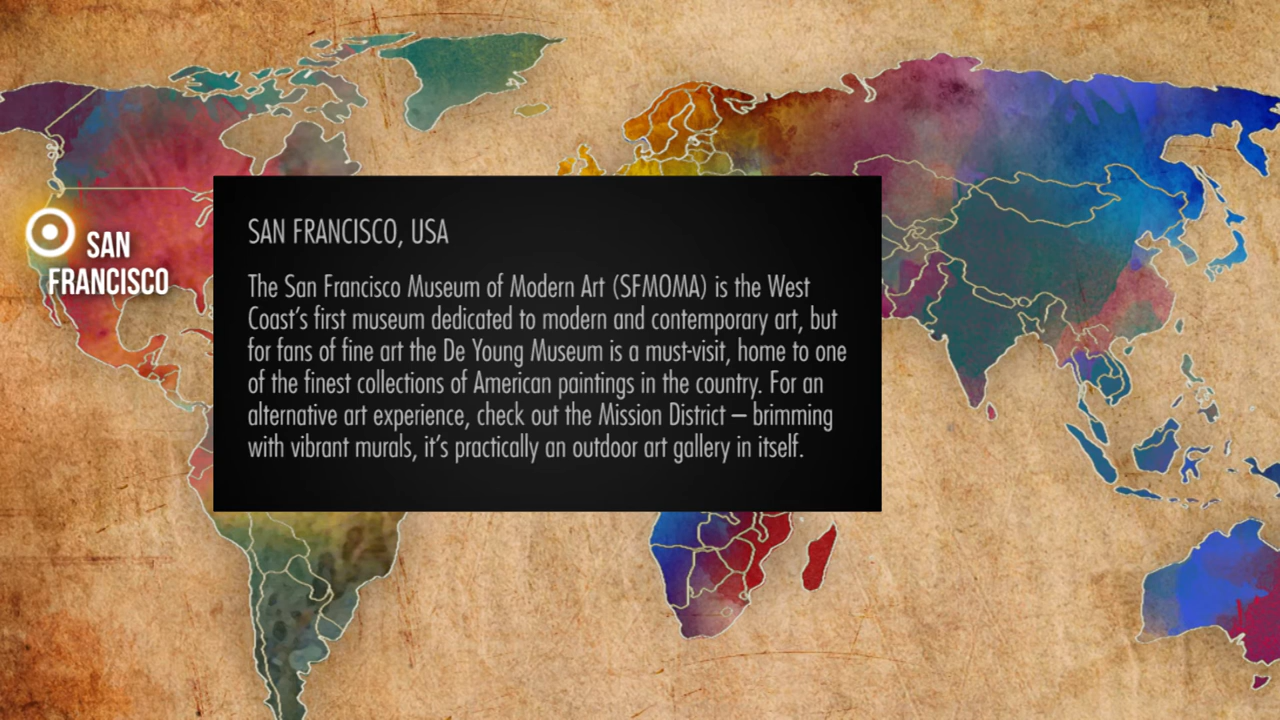 SAN
FRANCISCO
SAN FRANCISCO, USA
The San Francisco Museum of Modern Art (SFMOMA) is the West
Coast's first museum dedicated to modern and contemporary art, but
for fans of fine art the De Young Museum is a must-visit, home to one
of the finest collections of American paintings in the country. For an
alternative art experience, check out the Mission District – brimming
with vibrant murals, it's practically an outdoor art gallery in itself.